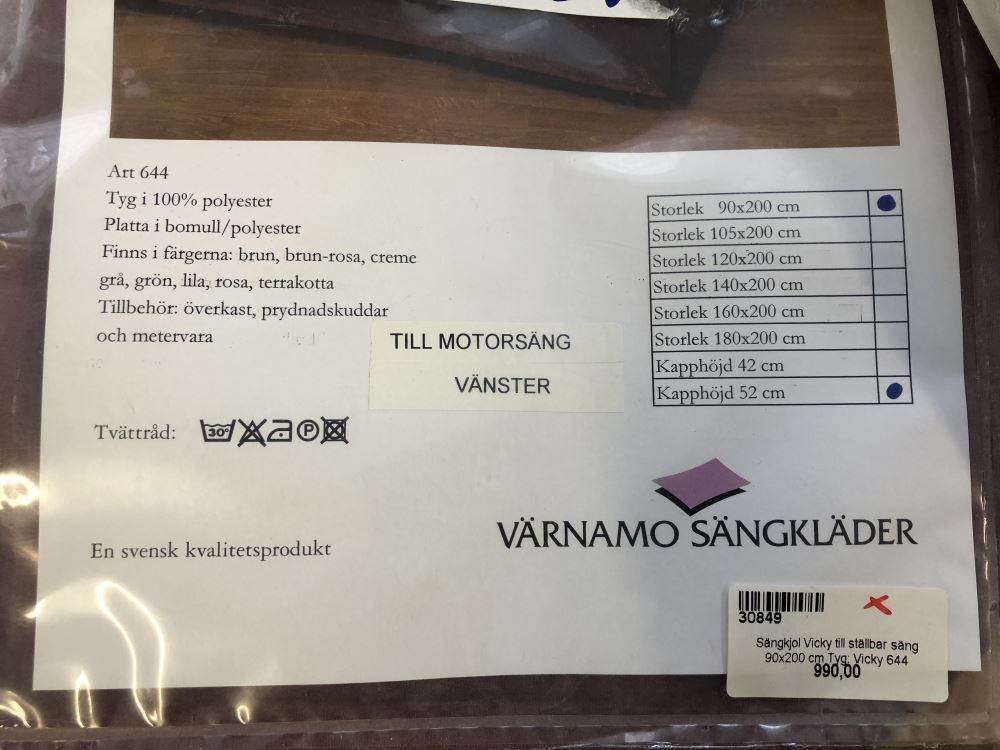 Art 644
Tyg i 100% polyester
Platta i bomull/polyester
Finns i färgerna: brun, brun-rosa, creme
grå, grön, lila, rosa, terrakotta
Tillbehör: överkast, prydnadskuddar
och metervara
Storlek 90x200 cm
Storlek 105x200 cm
Storlek 120x200 cm
Storlek 140x200 cm
Storlek 160x200 cm
Storlek 180x200 cm
Kapphöjd 42 cm
Kapphöjd 52 cm
TILL MOTORSÄNG
VÄNSTER
Tvättråd: 30° P
VÄRNAMO SÄNGKLÄDER
En svensk kvalitetsprodukt
30849
Sängkjol Vicky till ställbar säng
90x200 cm Tyg: Vicky 644
990,00